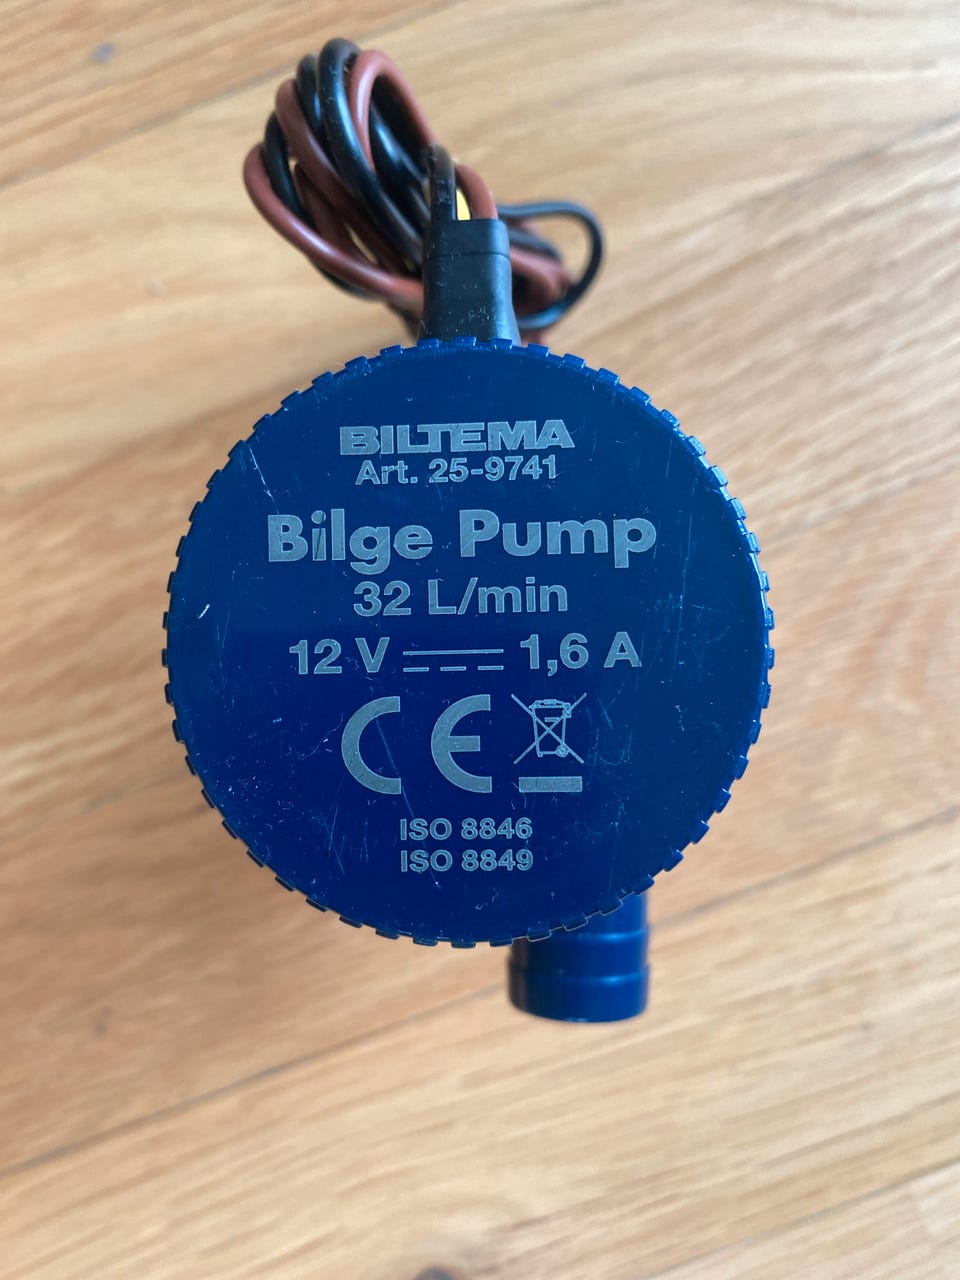 BILTEMA
Art. 25-9741
Bilge Pump
32 L/min
12 V 1,6 A
CE
ISO 8846
ISO 8849